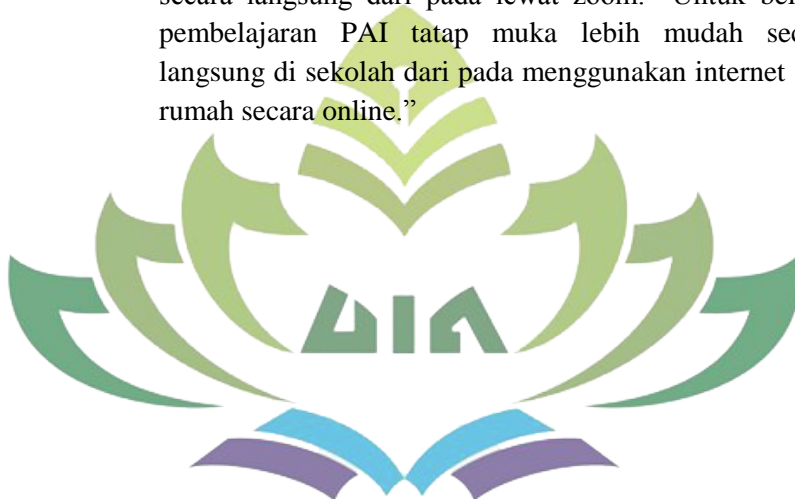 secara langsung dari pada lewat zoom. “Untuk
pembelajaran PAI tatap muka lebih mudah
langsung di sekolah dari pada menggunakan internet
rumah secara online.”
UIN